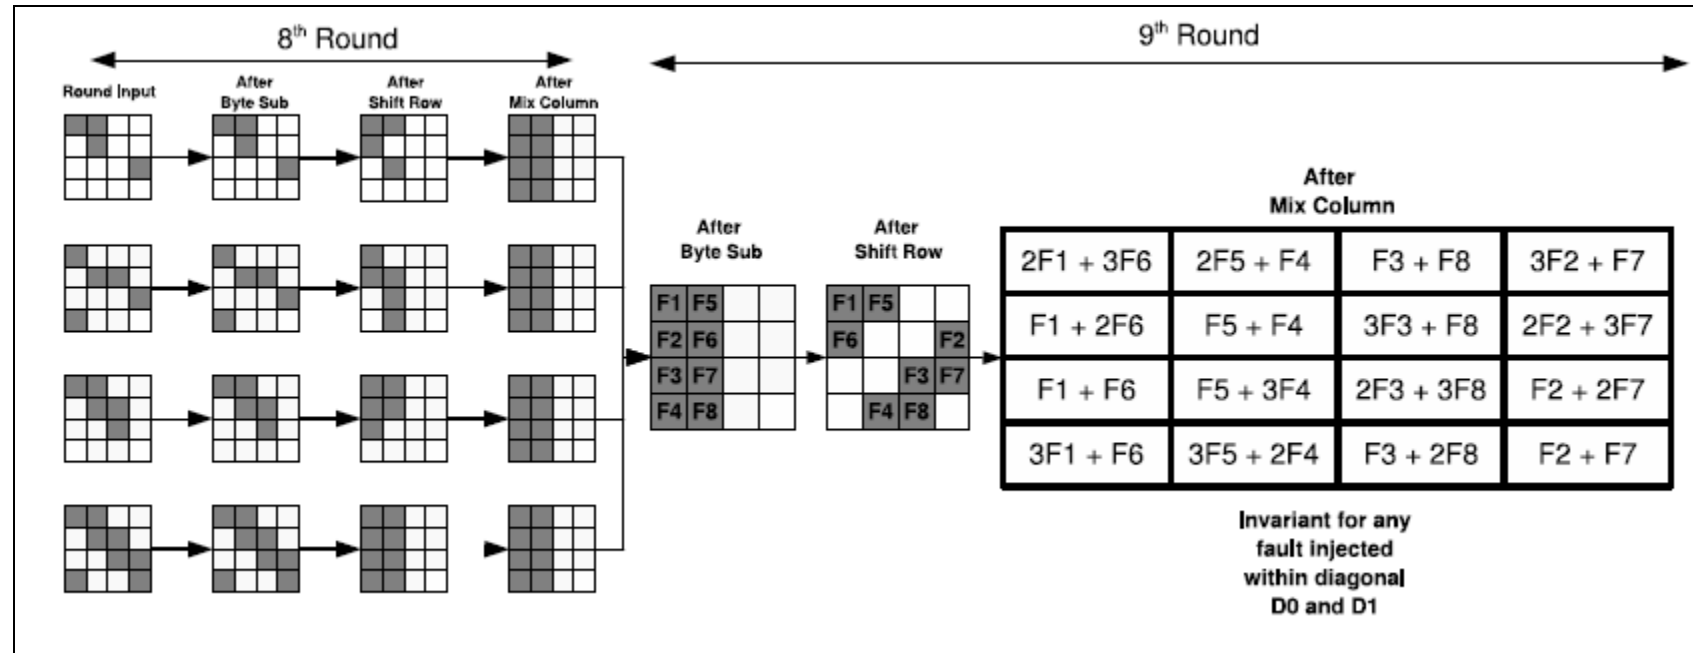 8th Round
9th Round
Round Input
After
Byte Sub
After
Shift Row
After
Mix Column
After
Byte Sub
After
Shift Row
After
Mix Column
F1 F5
F2 F6
F3 F7
F4 F8
F1 F5
F6 F2
F3 F7
F4 F8
2F1 + 3F6 2F5 + F4 F3 + F8 3F2 + F7
F1 + 2F6 F5 + F4 3F3 + F8 2F2 + 3F7
F1 + F6 F5 + 3F4 2F3 + 3F8 F2 + 2F7
3F1 + F6 3F5 + 2F4 F3 + 2F8 F2 + F7
Invariant for any
fault injected
within diagonal
D0 and D1